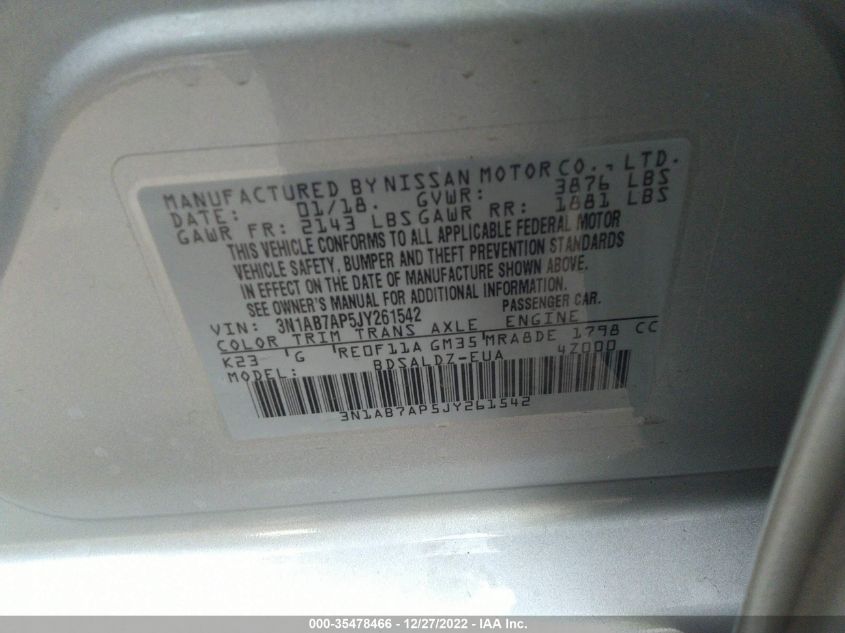 MANUFACTURED BY NISSAN MOTOR CO., LTD.
DATE: 01/18. GVWR: 3876 LBS
GAWR FR: 2143 LBS GAWR RR: 1881 LBS
THIS VEHICLE CONFORMS TO ALL APPLICABLE FEDERAL MOTOR
VEHICLE SAFETY, BUMPER AND THEFT PREVENTION STANDARDS
IN EFFECT ON THE DATE OF MANUFACTURE SHOWN ABOVE.
SEE OWNER'S MANUAL FOR ADDITIONAL INFORMATION.
VIN: 3N1AB7AP5JY261542 PASSENGER CAR.
COLOR TRIM TRANS AXLE ENGINE
K23 G RE0F11A GM35 MRA8DE 1798 CC
MODEL: BDSALDZ-EUA 4Z000
3N1AB7AP5JY261542
000-35478466 - 12/27/2022 - IAA Inc.